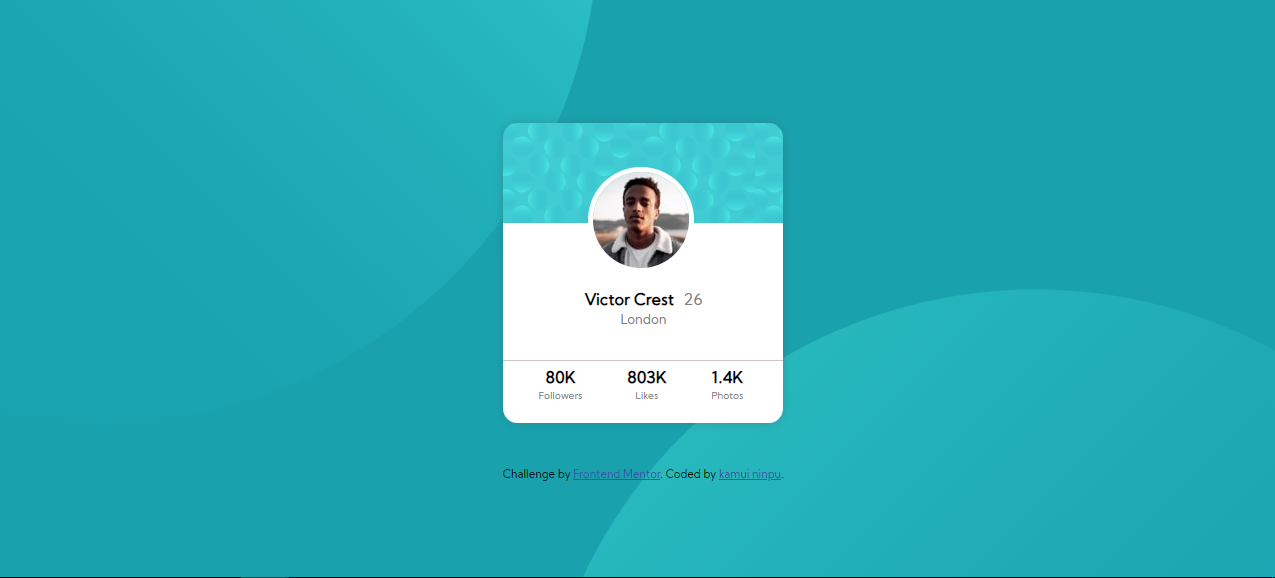 Victor Crest 26
London
80K 803K 1.4K
Followers Likes Photos
Challenge by Frontend Mentor. Coded by kamui ninpu.